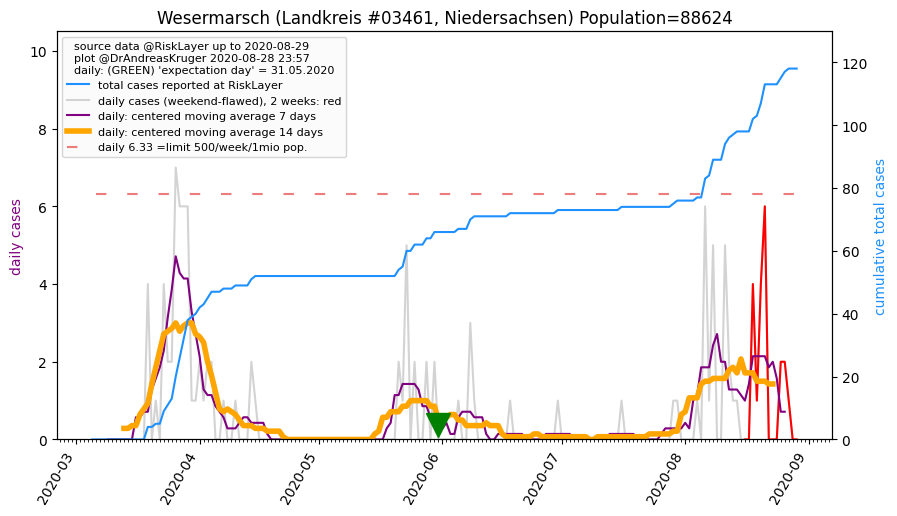 Wesermarsch (Landkreis #03461, Niedersachsen) Population=88624
source data @RiskLayer up to 2020-08-29
plot @DrAndreasKruger 2020-08-28 23:57
daily: (GREEN) 'expectation day' = 31.05.2020
total cases reported at RiskLayer
daily cases (weekend-flawed), 2 weeks: red
daily: centered moving average 7 days
daily: centered moving average 14 days
daily 6.33 =limit 500/week/1mio pop.
daily cases
10
8
6
4
2
0
cumulative total cases
120
100
80
60
40
20
0
2020-03
2020-04
2020-05
2020-06
2020-07
2020-08
2020-09